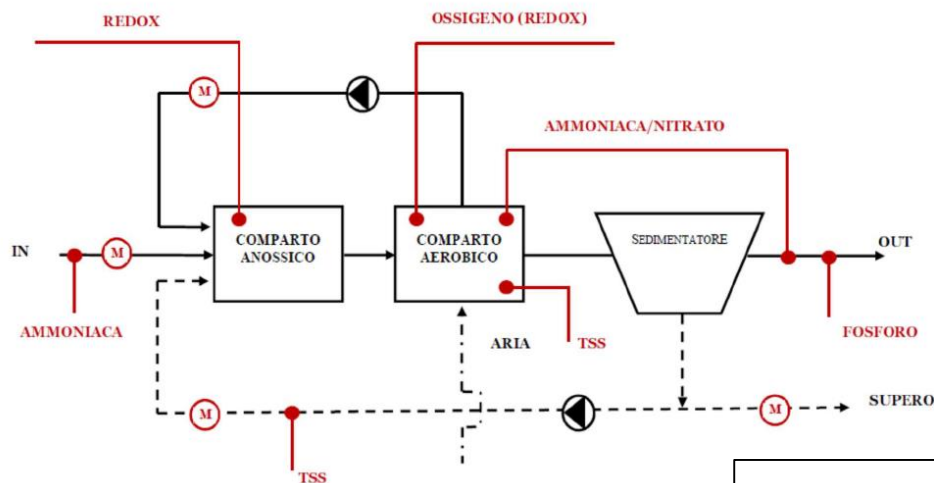 REDOX
OSSIGENO (REDOX)
M
AMMONIACA/NITRATO
IN
M
COMPARTO
ANOSSICO
COMPARTO
AEROBICO
SEDIMENTATORE
OUT
AMMONIACA
ARIA
TSS
FOSFORO
M
M
SUPERO
TSS